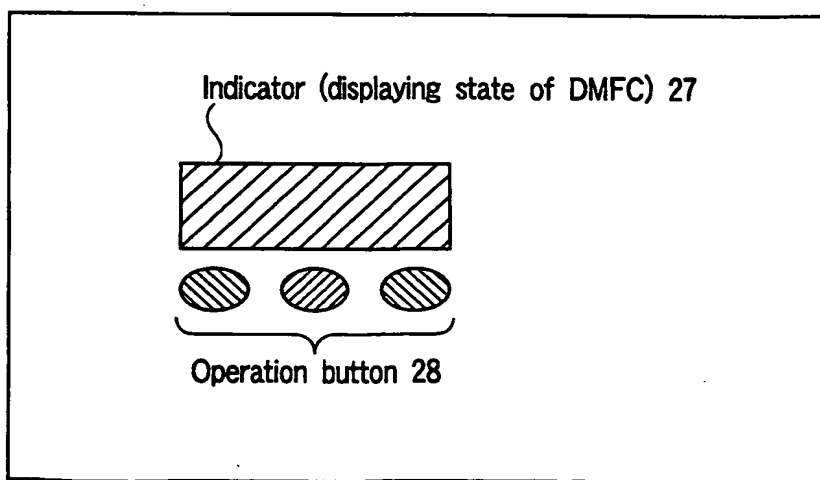 Indicator (displaying state of DMFC) 27
Operation button 28